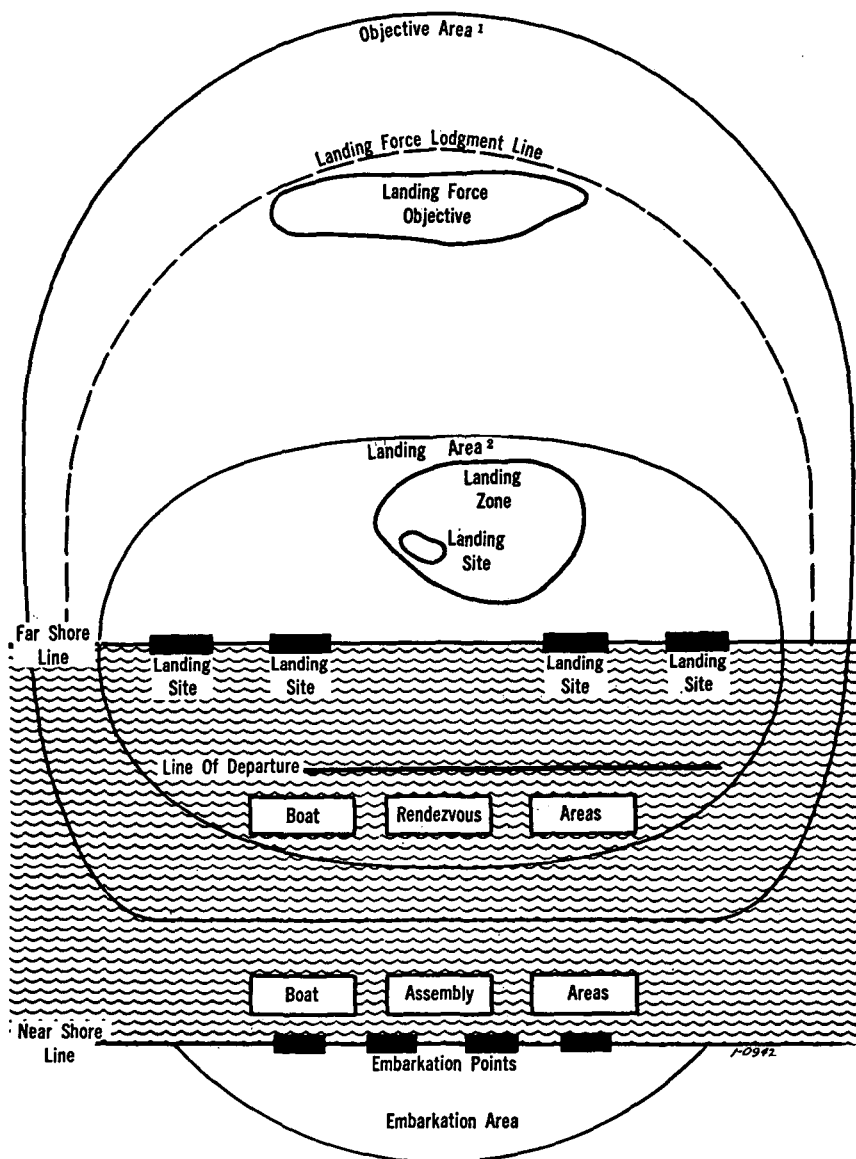 Objective Area 1
Landing Force Lodgment Line
Landing Force
Objective
Landing Area 2
Landing
Zone
Landing
Site
Far Shore
Line
Landing
Site
Landing
Site
Landing
Site
Landing
Site
Line Of Departure
Boat
Rendezvous
Areas
Boat
Assembly
Areas
Near Shore
Line
Embarkation Points
1-0942
Embarkation Area